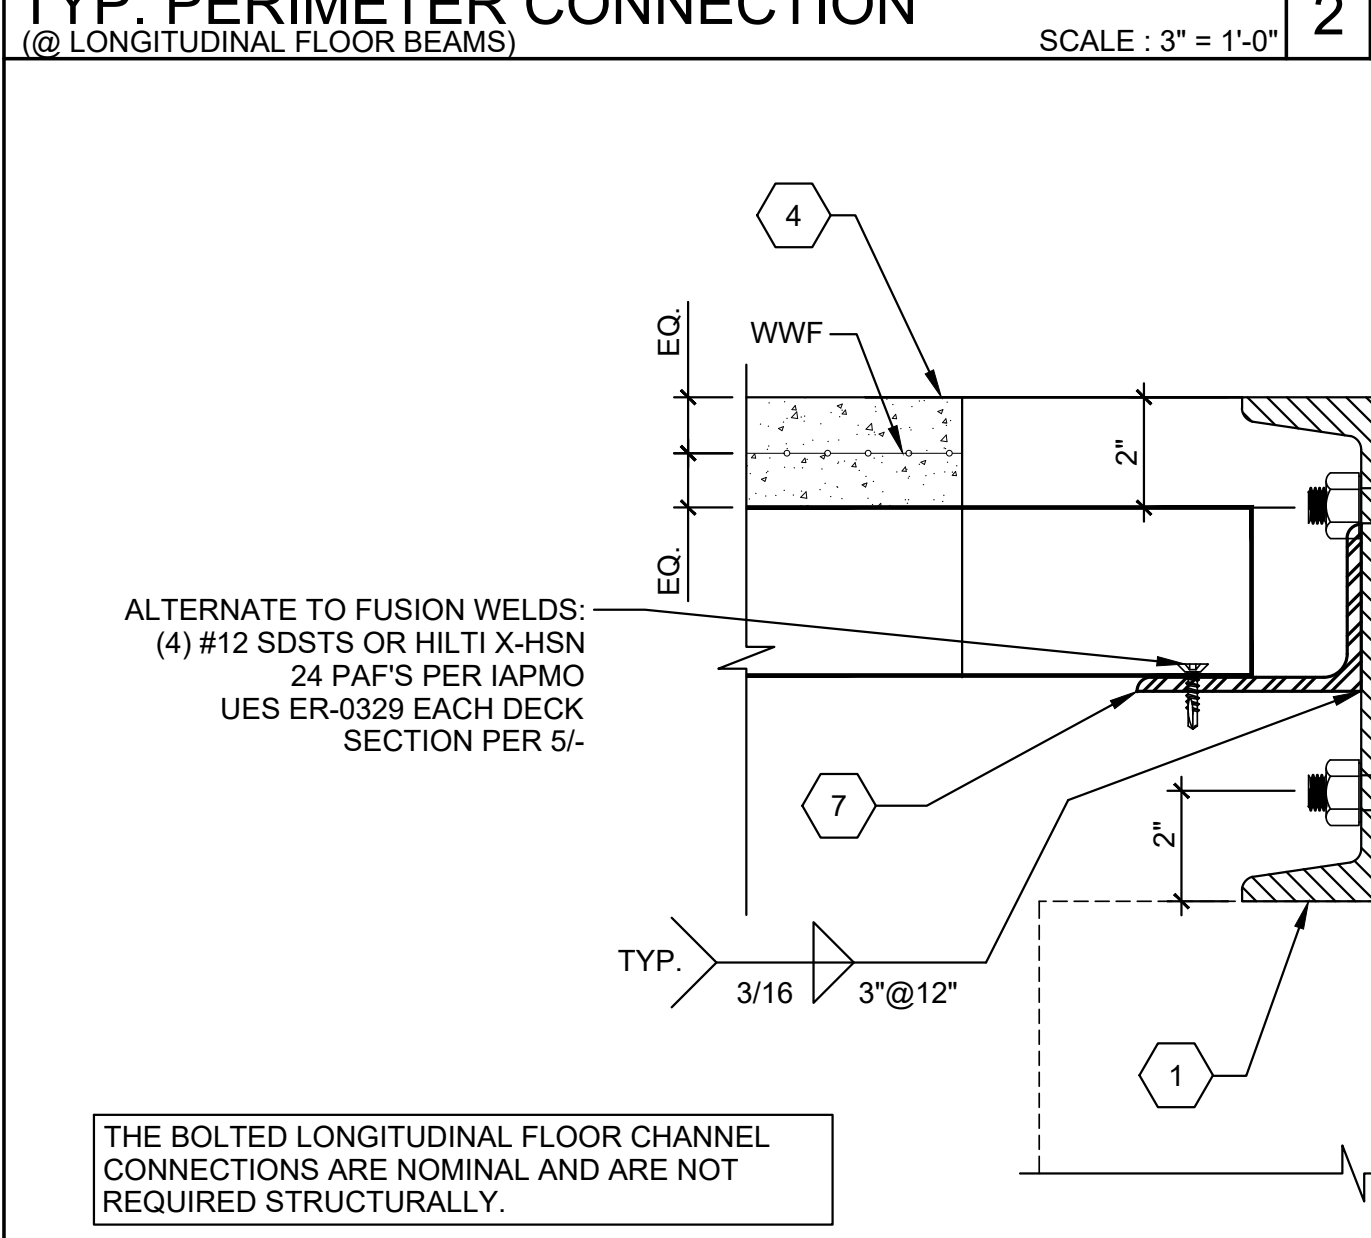 TYP. PERIMETER CONNECTION
(@ LONGITUDINAL FLOOR BEAMS)
SCALE : 3" = 1'-0"
2
4
EQ.
WWF
2"
EQ.
ALTERNATE TO FUSION WELDS:
(4) #12 SDSTS OR HILTI X-HSN
24 PAF'S PER IAPMO
UES ER-0329 EACH DECK
SECTION PER 5/-
7
2"
TYP.
3/16
3"@12"
1
THE BOLTED LONGITUDINAL FLOOR CHANNEL
CONNECTIONS ARE NOMINAL AND ARE NOT
REQUIRED STRUCTURALLY.